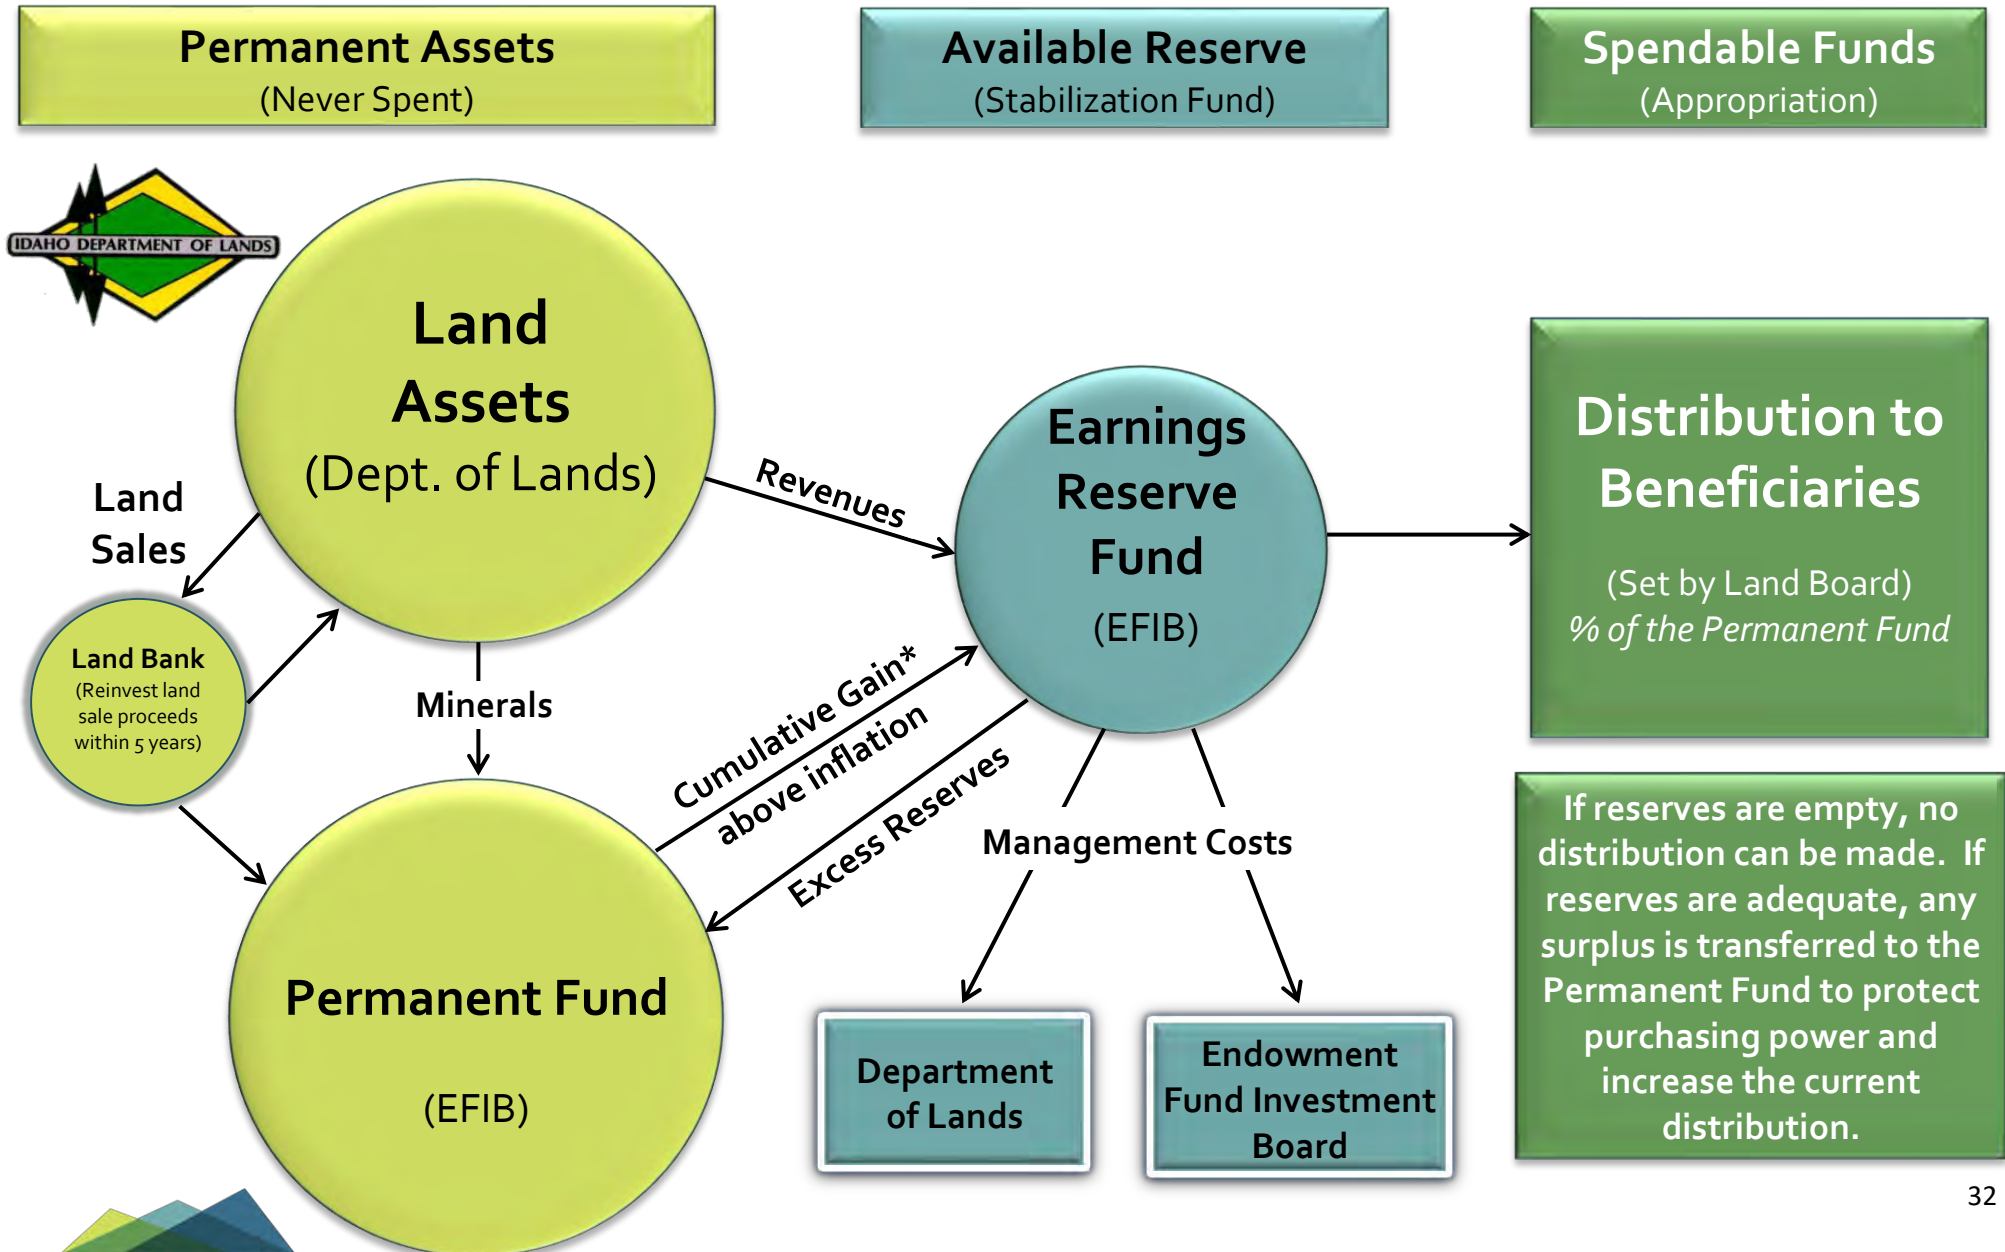 Permanent Assets
(Never Spent)
Available Reserve
(Stabilization Fund)
Spendable Funds
(Appropriation)
IDAHO DEPARTMENT OF LANDS
Land
Assets
(Dept. of Lands)
Land
Sales
Land Bank
(Reinvest land
sale proceeds
within 5 years)
Minerals
Revenues
Earnings
Reserve
Fund
(EFIB)
Distribution to
Beneficiaries
(Set by Land Board)
% of the Permanent Fund
Cumulative Gain*
above inflation
Excess Reserves
Management Costs
Permanent Fund
(EFIB)
Department
of Lands
Endowment
Fund Investment
Board
If reserves are empty, no
distribution can be made.  If
reserves are adequate, any
surplus is transferred to the
Permanent Fund to protect
purchasing power and
increase the current
distribution.
32